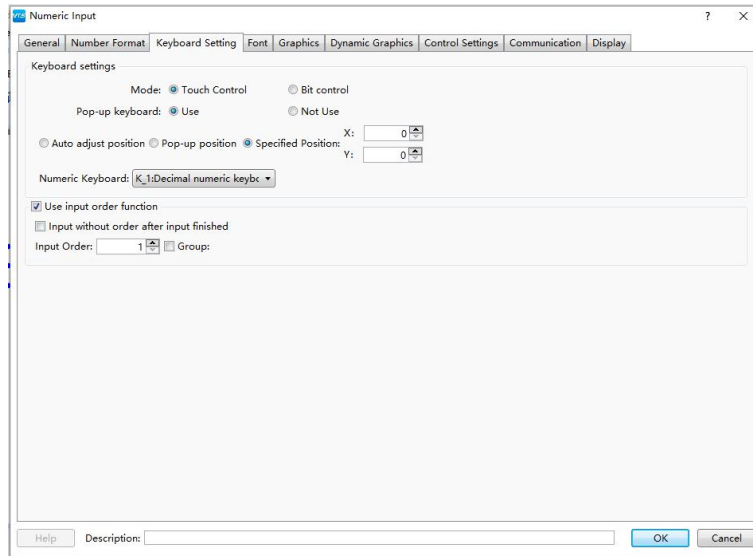 VTS Numeric Input ? ×
General Number Format Keyboard Setting Font Graphics Dynamic Graphics Control Settings Communication Display
Keyboard settings
Mode: Touch Control Bit control
Pop-up keyboard: Use Not Use
Auto adjust position Pop-up position Specified Position:
X: 0
Y: 0
Numeric Keyboard: K_1:Decimal numeric keybc
Use input order function
Input without order after input finished
Input Order: 1 Group:
Help Description: OK Cancel